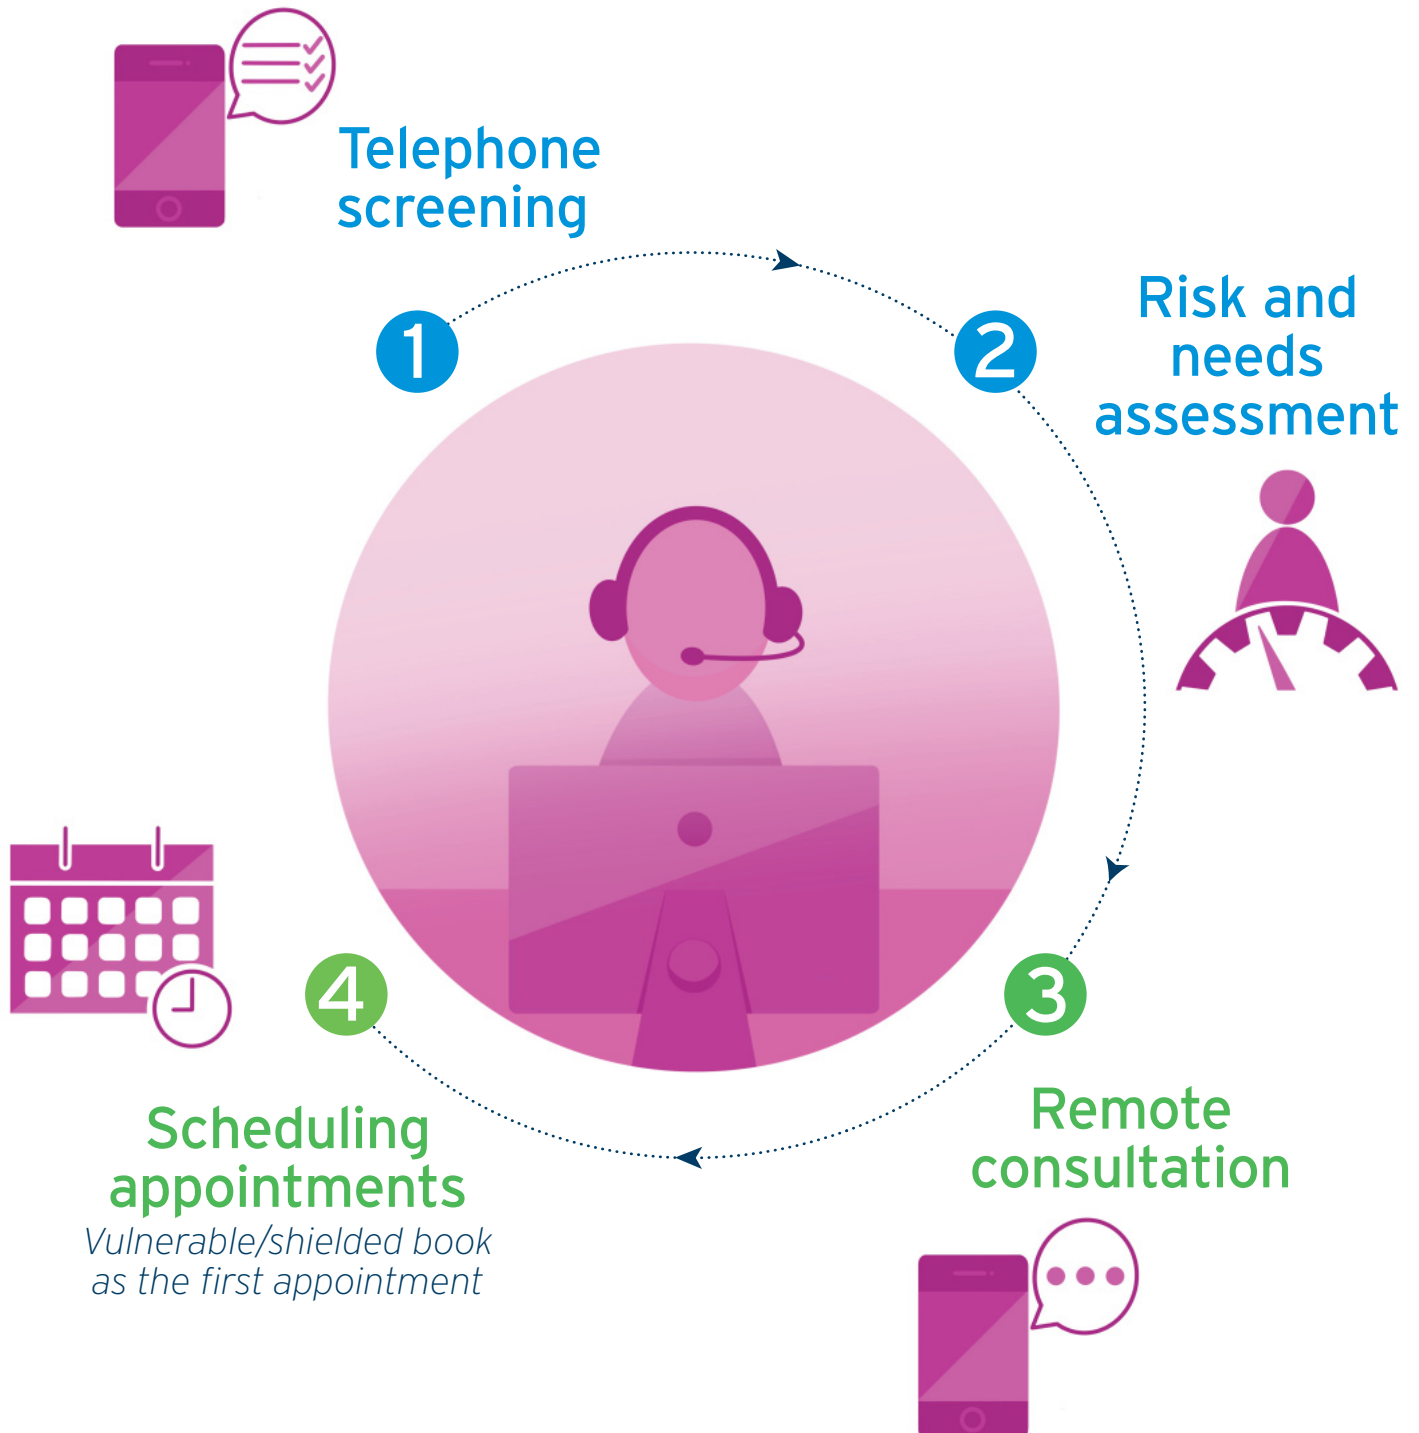 Telephone
screening
1
2
Risk and
needs
assessment
3
Remote
consultation
4
Scheduling
appointments
Vulnerable/shielded book
as the first appointment